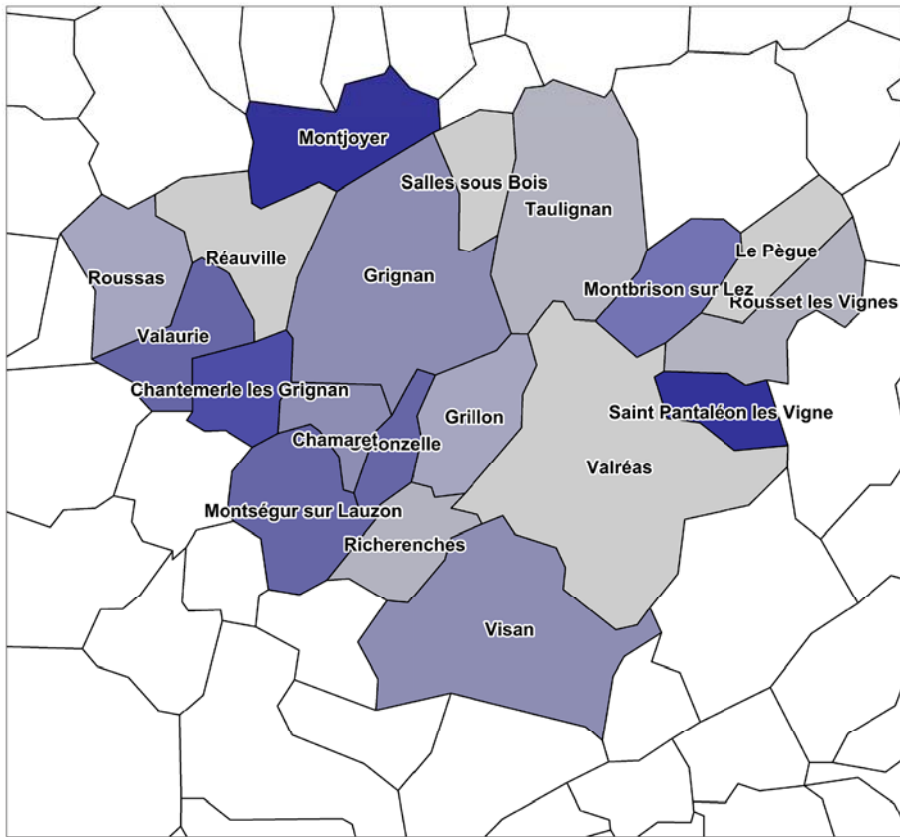 Montjoyer
Salles sous Bois
Taulignan
Le Pègue
Réauville
Grignan
Roussas
Montbrison sur Lez
Rousset les Vignes
Valaurie
Chantemerle les Grignan
Saint Pantaléon les Vigne
Grillon
Chamaret
onzelle
Valréas
Montségur sur Lauzon
Richerenches
Visan